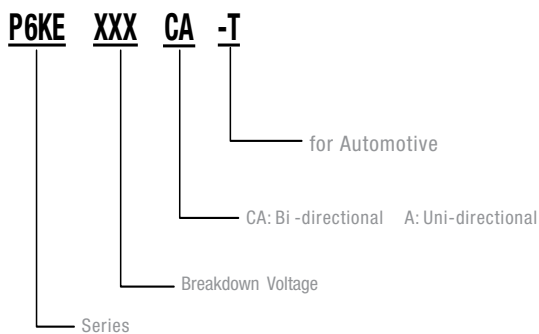 P6KE XXX CA -T
for Automotive
CA: Bi -directional A: Uni-directional
Breakdown Voltage
Series